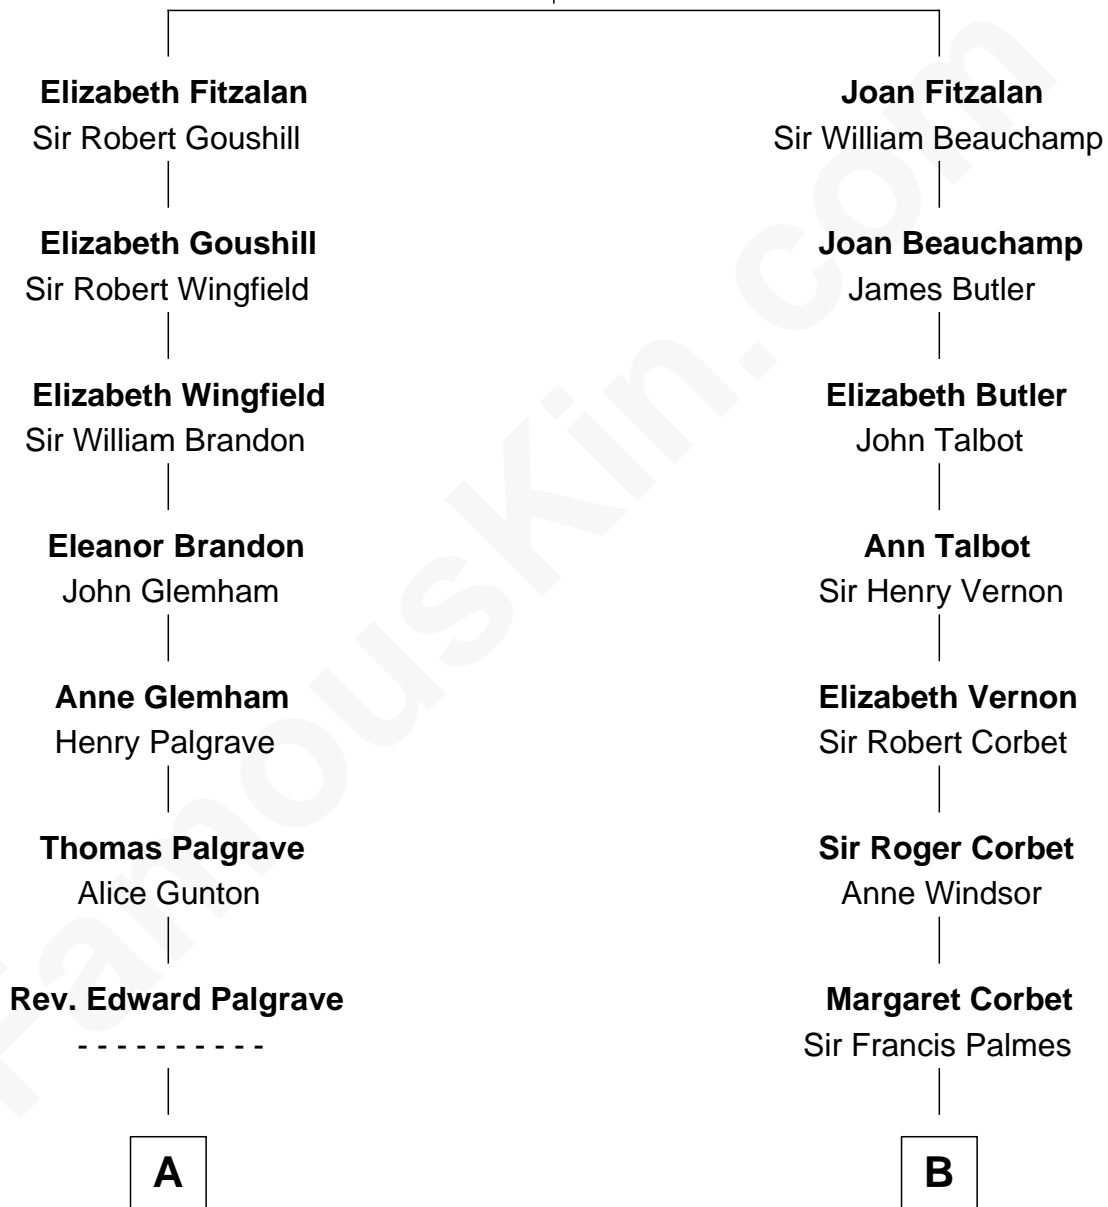 Elizabeth Fitzalan
Sir Robert Goushill
Elizabeth Goushill
Sir Robert Wingfield
Elizabeth Wingfield
Sir William Brandon
Eleanor Brandon
John Glemham
Anne Glemham
Henry Palgrave
Thomas Palgrave
Alice Gunton
Rev. Edward Palgrave
- - - - - - - - - -
A
Joan Fitzalan
Sir William Beauchamp
Joan Beauchamp
James Butler
Elizabeth Butler
John Talbot
Ann Talbot
Sir Henry Vernon
Elizabeth Vernon
Sir Robert Corbet
Sir Roger Corbet
Anne Windsor
Margaret Corbet
Sir Francis Palmes
B
FamousKin.com